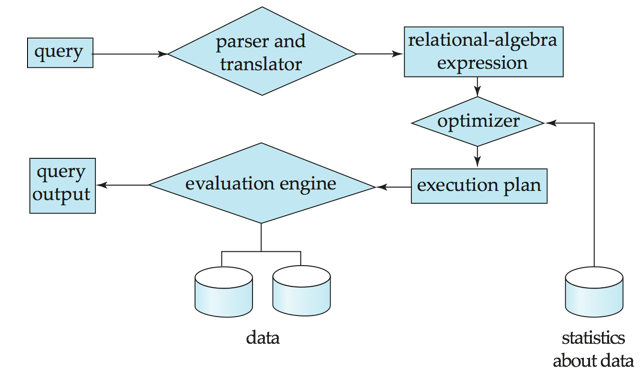 query
parser and
translator
relational-algebra
expression
optimizer
execution plan
evaluation engine
query
output
data
statistics
about data